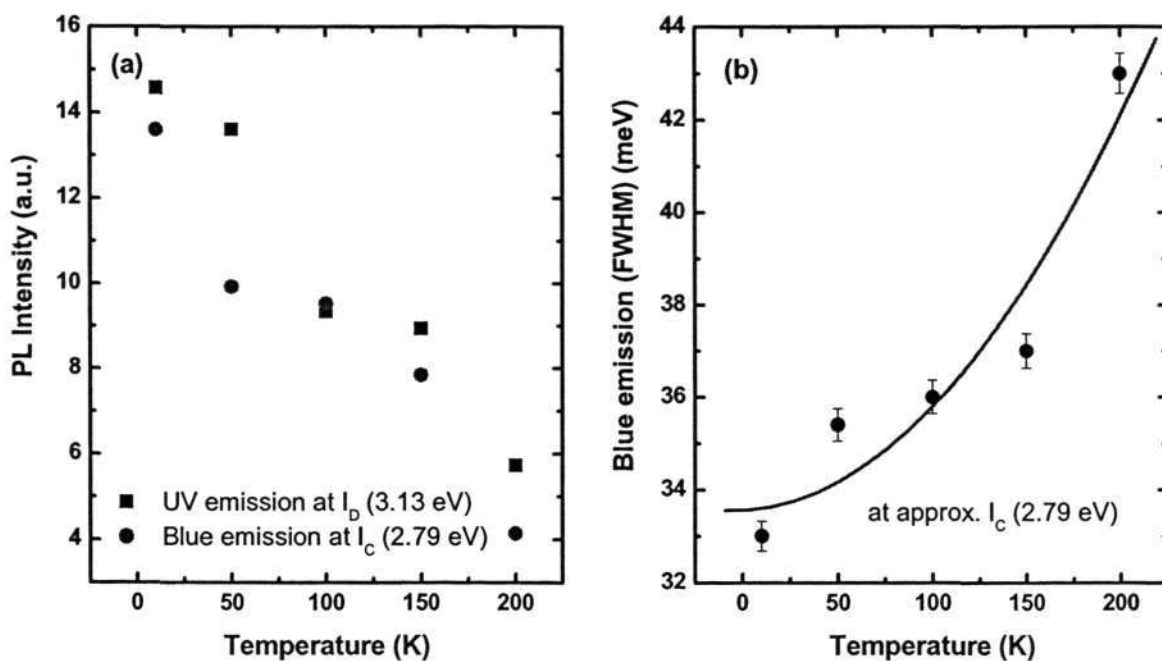 (a)
PL Intensity (a.u.)
16
14
12
10
8
6
4
UV emission at I_D (3.13 eV)
Blue emission at I_C (2.79 eV)
0 50 100 150 200
Temperature (K)
(b)
Blue emission (FWHM) (meV)
42
40
38
36
34
32
at approx. I_C (2.79 eV)
0 50 100 150 200
Temperature (K)